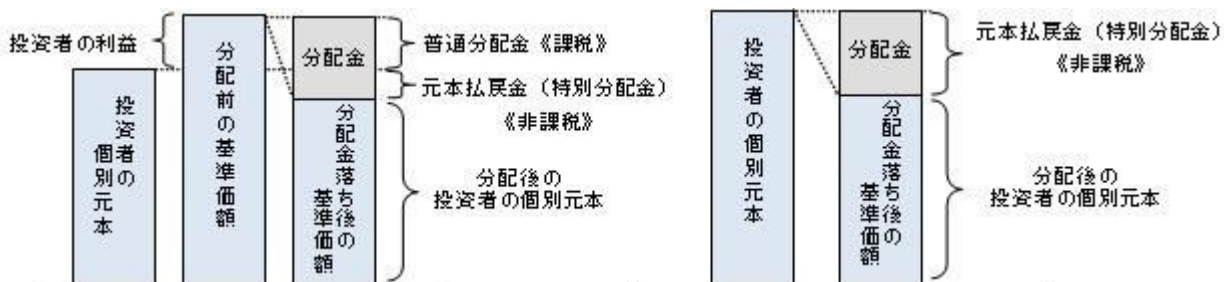 投資者の利益
投資者の
個別元本
分配前の基準価額
分配金
分配金落ち後の
基準価額
普通分配金《課税》
元本払戻金（特別分配金）
《非課税》
分配後の
投資者の個別元本
投資者の個別元本
分配金
分配金落ち後の
基準価額
元本払戻金（特別分配金）
《非課税》
分配後の
投資者の個別元本